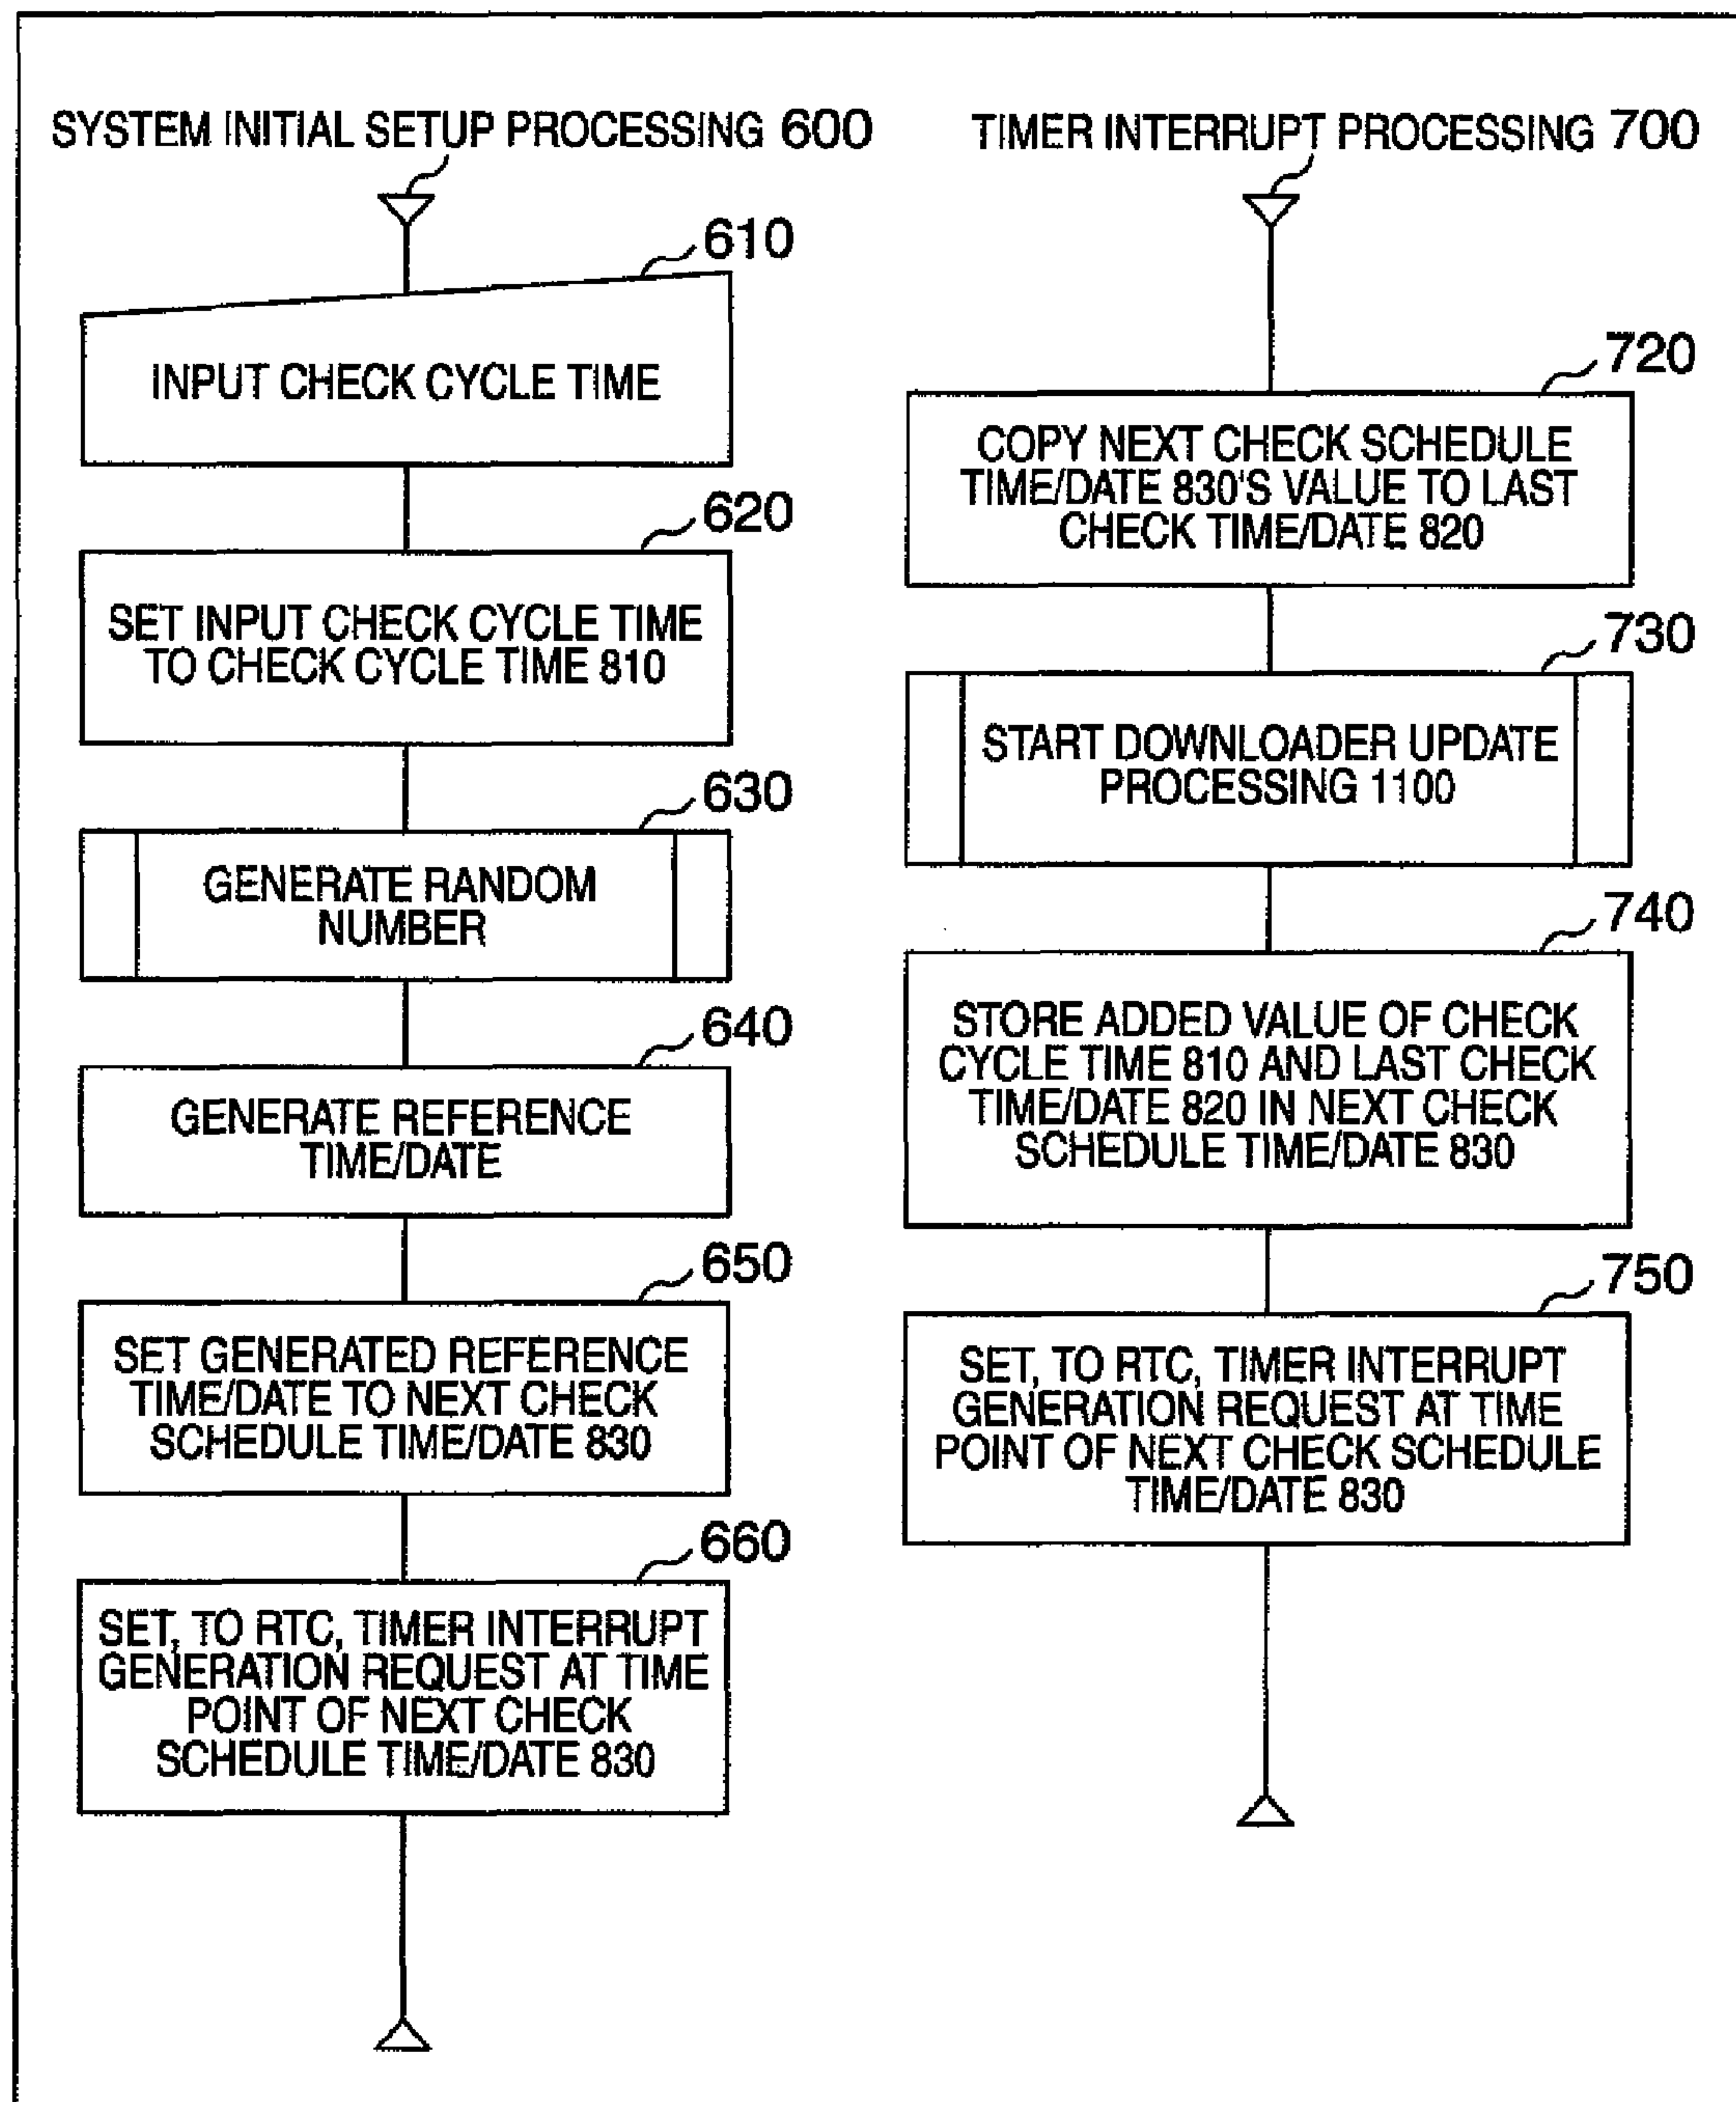 SYSTEM INITIAL SETUP PROCESSING 600
610
INPUT CHECK CYCLE TIME
620
SET INPUT CHECK CYCLE TIME
TO CHECK CYCLE TIME 810
630
GENERATE RANDOM
NUMBER
640
GENERATE REFERENCE
TIME/DATE
650
SET GENERATED REFERENCE
TIME/DATE TO NEXT CHECK
SCHEDULE TIME/DATE 830
660
SET, TO RTC, TIMER INTERRUPT
GENERATION REQUEST AT TIME
POINT OF NEXT CHECK
SCHEDULE TIME/DATE 830
TIMER INTERRUPT PROCESSING 700
720
COPY NEXT CHECK SCHEDULE
TIME/DATE 830'S VALUE TO LAST
CHECK TIME/DATE 820
730
START DOWNLOADER UPDATE
PROCESSING 1100
740
STORE ADDED VALUE OF CHECK
CYCLE TIME 810 AND LAST CHECK
TIME/DATE 820 IN NEXT CHECK
SCHEDULE TIME/DATE 830
750
SET, TO RTC, TIMER INTERRUPT
GENERATION REQUEST AT TIME
POINT OF NEXT CHECK SCHEDULE
TIME/DATE 830